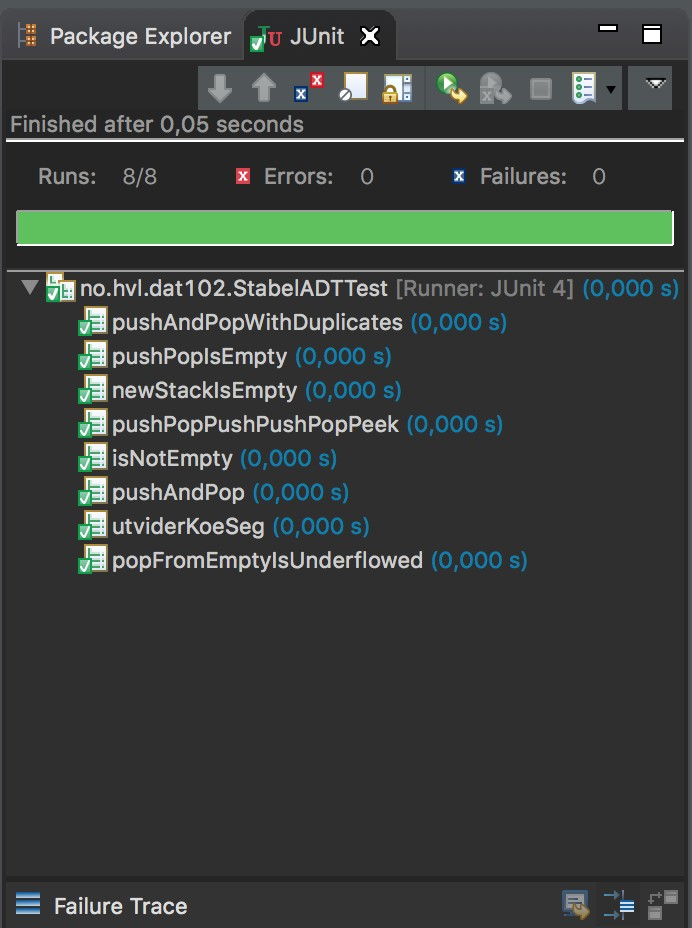 Package Explorer JUnit
Finished after 0,05 seconds
Runs: 8/8 Errors: 0 Failures: 0
no.hvl.dat102.StabelADTTest [Runner: JUnit 4] (0,000 s)
pushAndPopWithDuplicates (0,000 s)
pushPopIsEmpty (0,000 s)
newStackIsEmpty (0,000 s)
pushPopPushPushPopPeek (0,000 s)
isNotEmpty (0,000 s)
pushAndPop (0,000 s)
utviderKoeSeg (0,000 s)
popFromEmptyIsUnderflowed (0,000 s)
Failure Trace